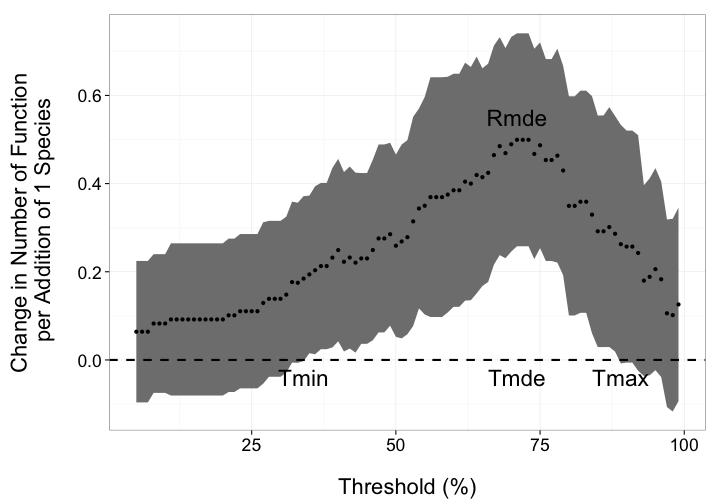 Change in Number of Function
per Addition of 1 Species
0.6
0.4
0.2
0.0
Rmde
Tmin
Tmde
Tmax
25
50
75
100
Threshold (%)